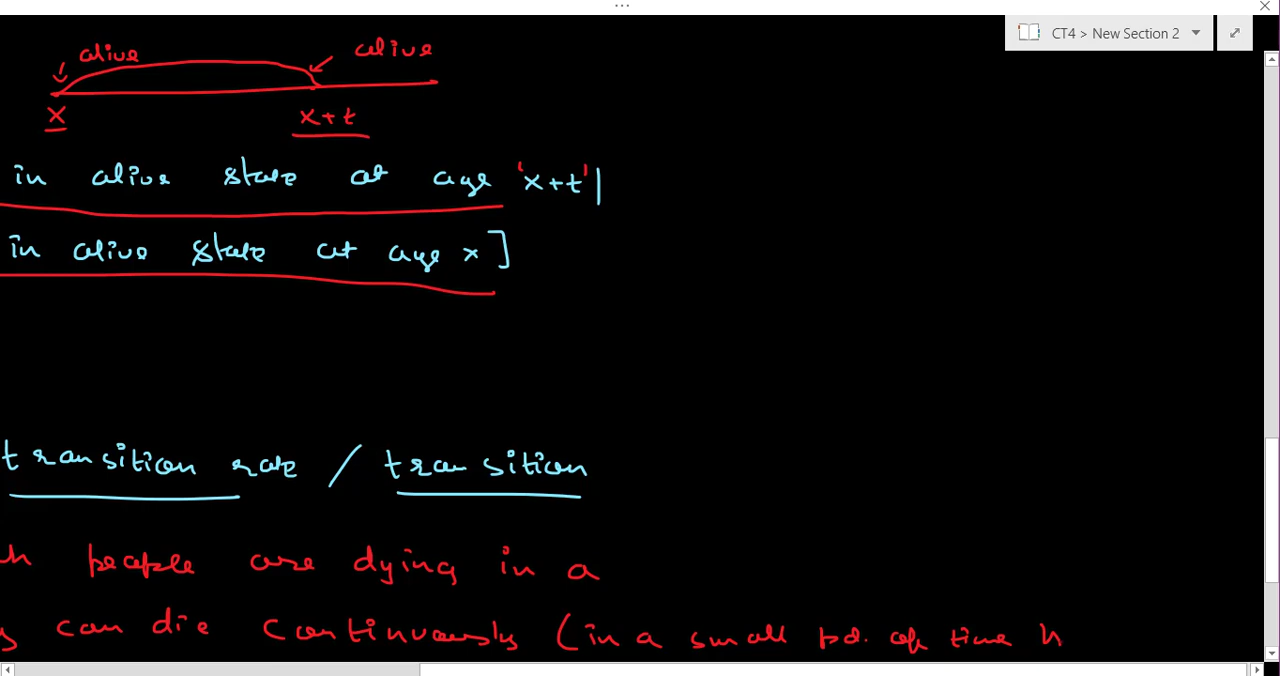 CT4 > New Section 2
alive alive
x x+t
in alive state at age 'x+t'|
in alive state at age x]
transition rate / transition
people are dying in a
can die continuously (in a small pd. of time h